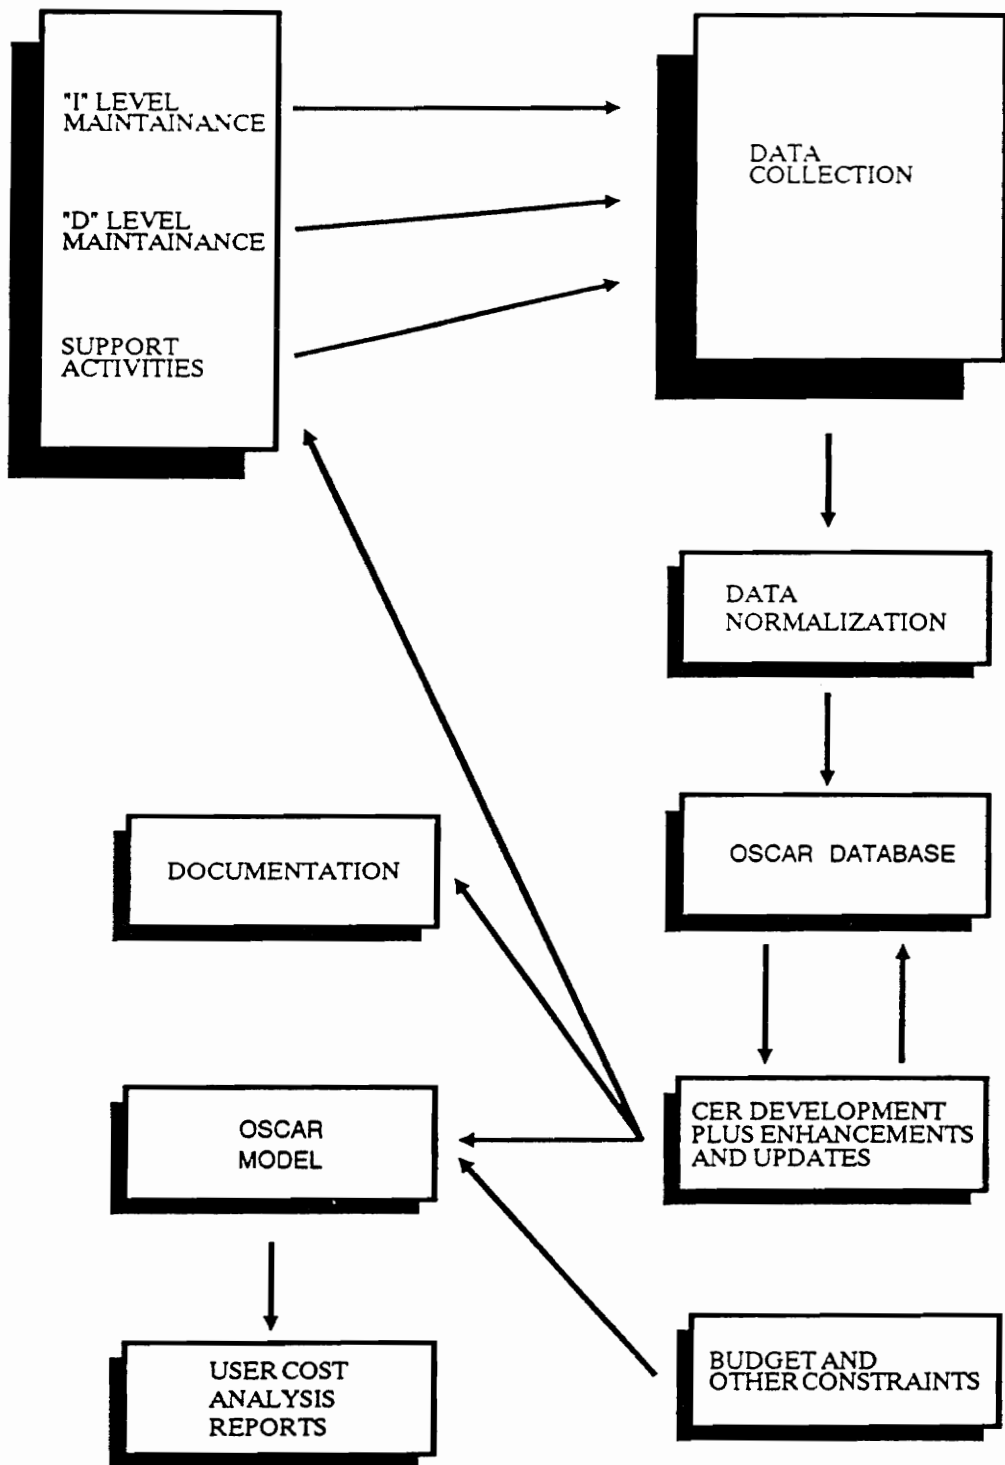 "I" LEVEL
MAINTAINANCE
"D" LEVEL
MAINTAINANCE
SUPPORT
ACTIVITIES
DATA
COLLECTION
DATA
NORMALIZATION
OSCAR DATABASE
DOCUMENTATION
CER DEVELOPMENT
PLUS ENHANCEMENTS
AND UPDATES
OSCAR
MODEL
BUDGET AND
OTHER CONSTRAINTS
USER COST
ANALYSIS
REPORTS